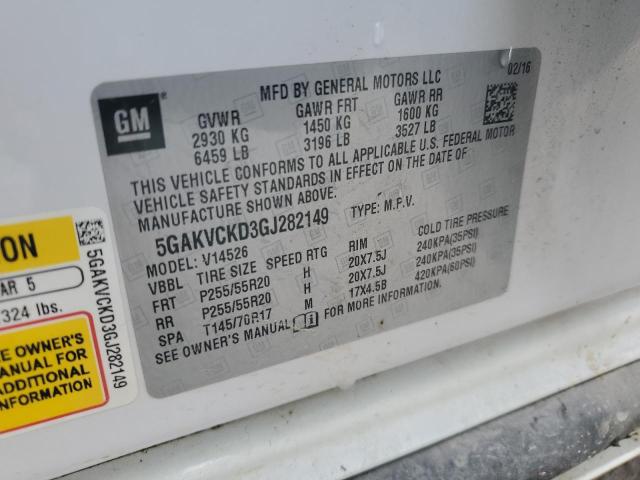 GM
MFD BY GENERAL MOTORS LLC
02/16
GVWR GAWR FRT GAWR RR
2930 KG 1450 KG 1600 KG
6459 LB 3196 LB 3527 LB
THIS VEHICLE CONFORMS TO ALL APPLICABLE U.S. FEDERAL MOTOR
VEHICLE SAFETY STANDARDS IN EFFECT ON THE DATE OF
MANUFACTURE SHOWN ABOVE.
5GAKVCKD3GJ282149 TYPE: M.P.V.
MODEL: V14526
VBBL TIRE SIZE SPEED RTG RIM COLD TIRE PRESSURE
FRT P255/55R20 H 20X7.5J 240KPA(35PSI)
RR P255/55R20 H 20X7.5J 240KPA(35PSI)
SPA T145/70R17 M 17X4.5B 420KPA(60PSI)
SEE OWNER'S MANUAL FOR MORE INFORMATION.
ON
AR 5
324 lbs.
E OWNER'S
MANUAL FOR
ADDITIONAL
NFORMATION
5GAKVCKD3GJ282149